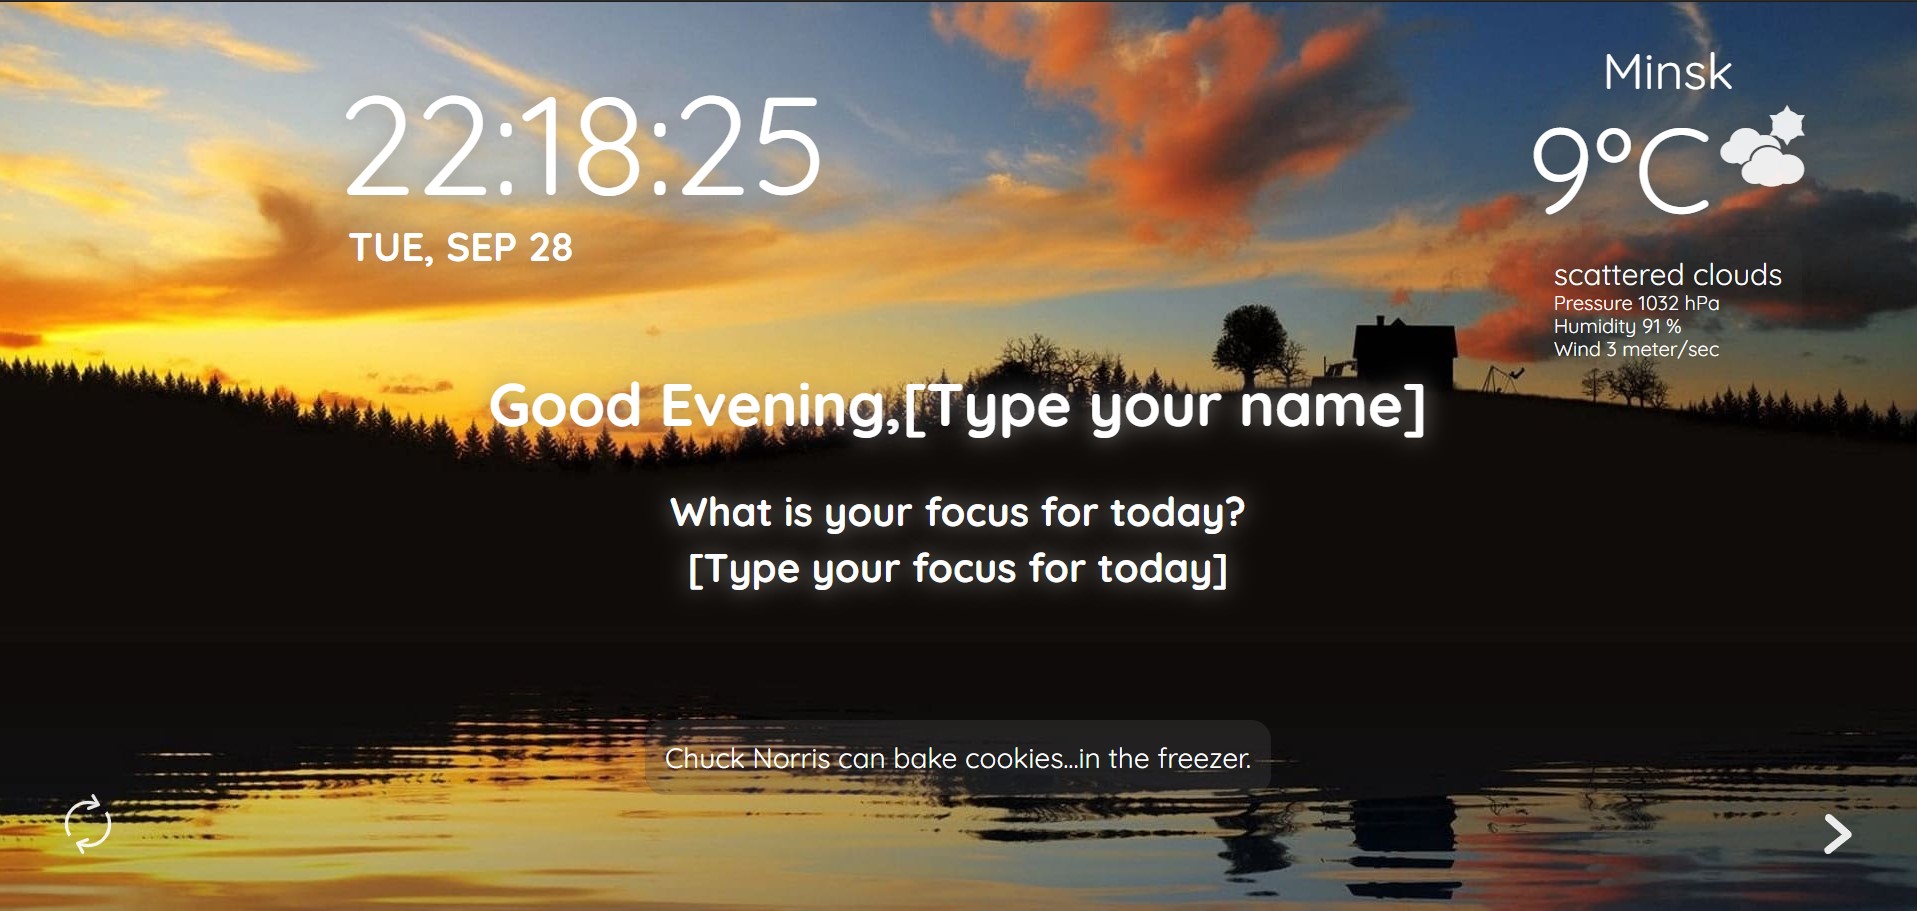 22:18:25
TUE, SEP 28
Minsk
9°C
scattered clouds
Pressure 1032 hPa
Humidity 91 %
Wind 3 meter/sec
Good Evening,[Type your name]
What is your focus for today?
[Type your focus for today]
Chuck Norris can bake cookies...in the freezer.